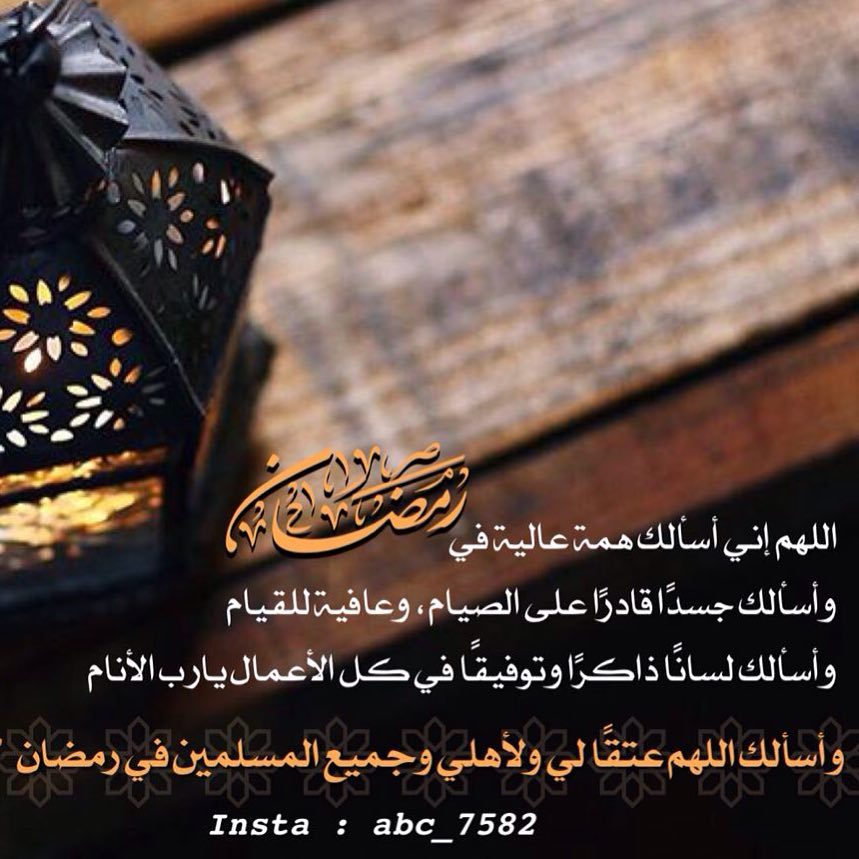 اللهم إني أسألك همة عالية في رمضان
وأسألك جسدًا قادرًا على الصيام، وعافية للقيام
وأسألك لسانًا ذاكرًا وتوفيقًا في كل الأعمال يارب الأنام
وأسألك اللهم عتقًا لي ولأهلي وجميع المسلمين في رمضان
Insta : abc_7582